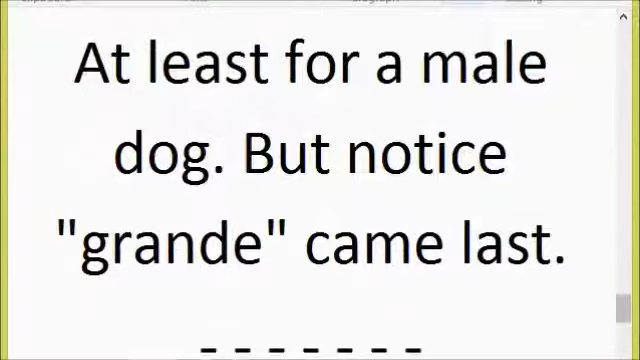 At least for a male
dog. But notice
"grande" came last.
- - - - - - -